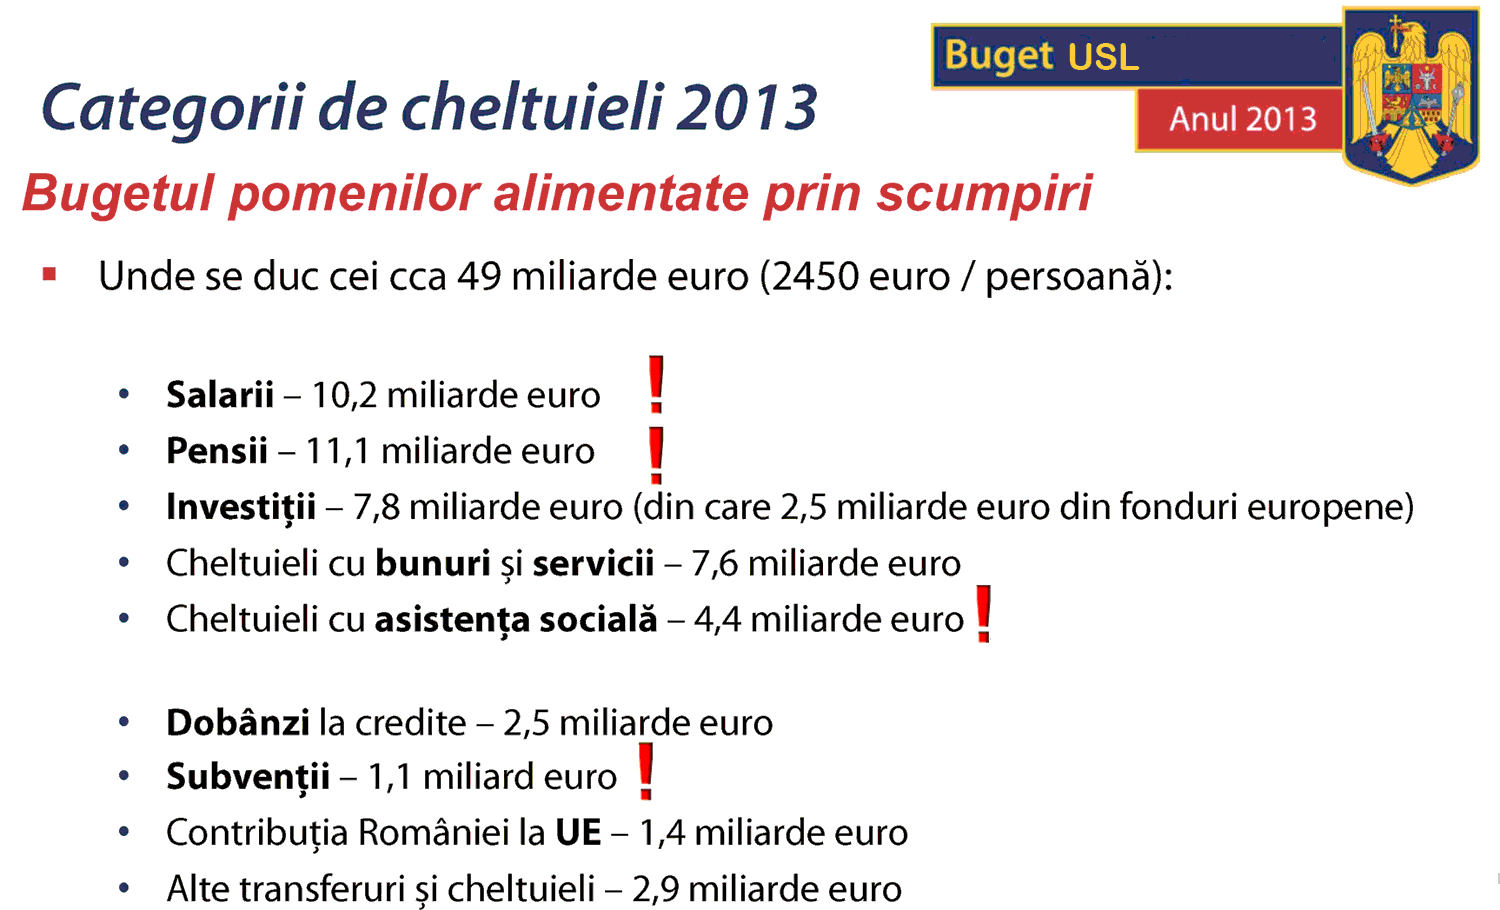 Buget USL
Anul 2013
Categorii de cheltuieli 2013
Bugetul pomenilor alimentate prin scumpiri
▪ Unde se duc cei cca 49 miliarde euro (2450 euro / persoană):
• Salarii – 10,2 miliarde euro !
• Pensii – 11,1 miliarde euro !
• Investiții – 7,8 miliarde euro (din care 2,5 miliarde euro din fonduri europene)
• Cheltuieli cu bunuri și servicii – 7,6 miliarde euro
• Cheltuieli cu asistența socială – 4,4 miliarde euro !
• Dobânzi la credite – 2,5 miliarde euro
• Subvenții – 1,1 miliard euro !
• Contribuția României la UE – 1,4 miliarde euro
• Alte transferuri și cheltuieli – 2,9 miliarde euro